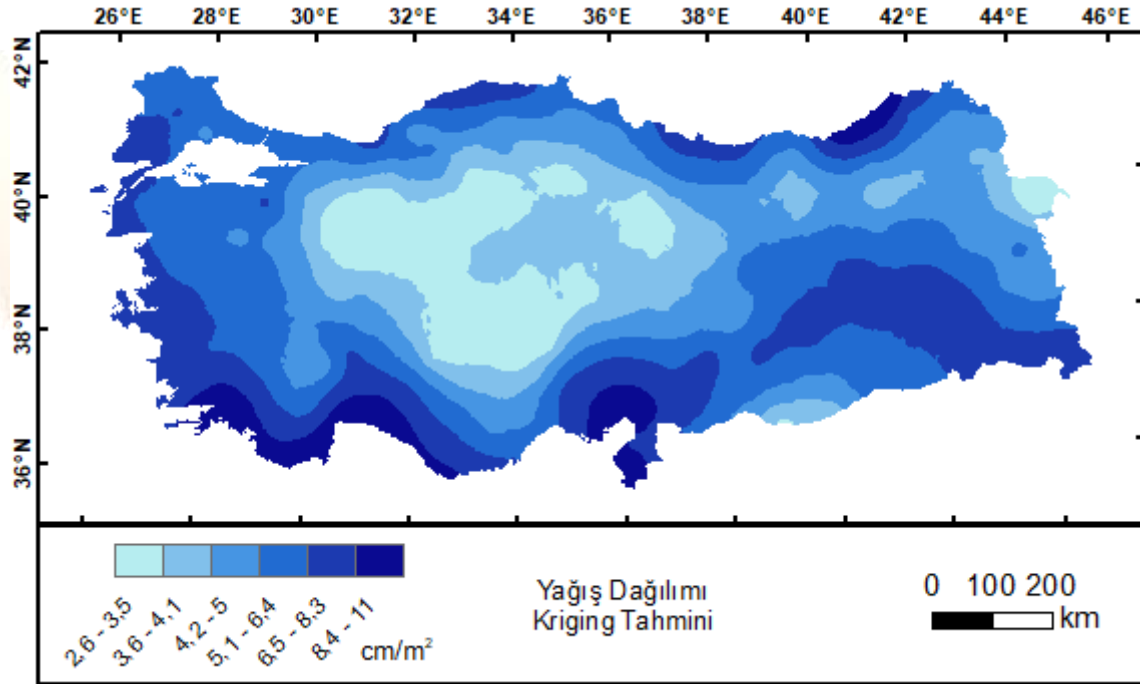 26°E 28°E 30°E 32°E 34°E 36°E 38°E 40°E 42°E 44°E 46°E
42°N
40°N
38°N
36°N
2,6 - 3,5
3,6 - 4,1
4,2 - 5
5,1 - 6,4
6,5 - 8,3
8,4 - 11
cm/m²
Yağış Dağılımı
Kriging Tahmini
0 100 200
km